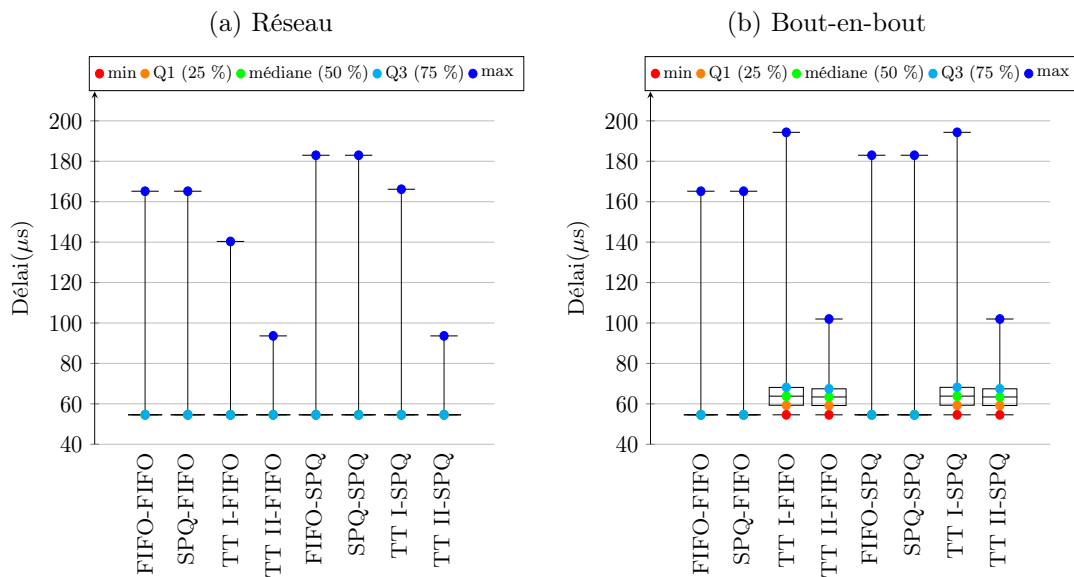 (a) Réseau
min Q1 (25 %) médiane (50 %) Q3 (75 %) max
200
180
160
140
120
100
80
60
40
Délai(μs)
FIFO-FIFO
SPQ-FIFO
TT I-FIFO
TT II-FIFO
FIFO-SPQ
SPQ-SPQ
TT I-SPQ
TT II-SPQ
(b) Bout-en-bout
min Q1 (25 %) médiane (50 %) Q3 (75 %) max
200
180
160
140
120
100
80
60
40
Délai(μs)
FIFO-FIFO
SPQ-FIFO
TT I-FIFO
TT II-FIFO
FIFO-SPQ
SPQ-SPQ
TT I-SPQ
TT II-SPQ